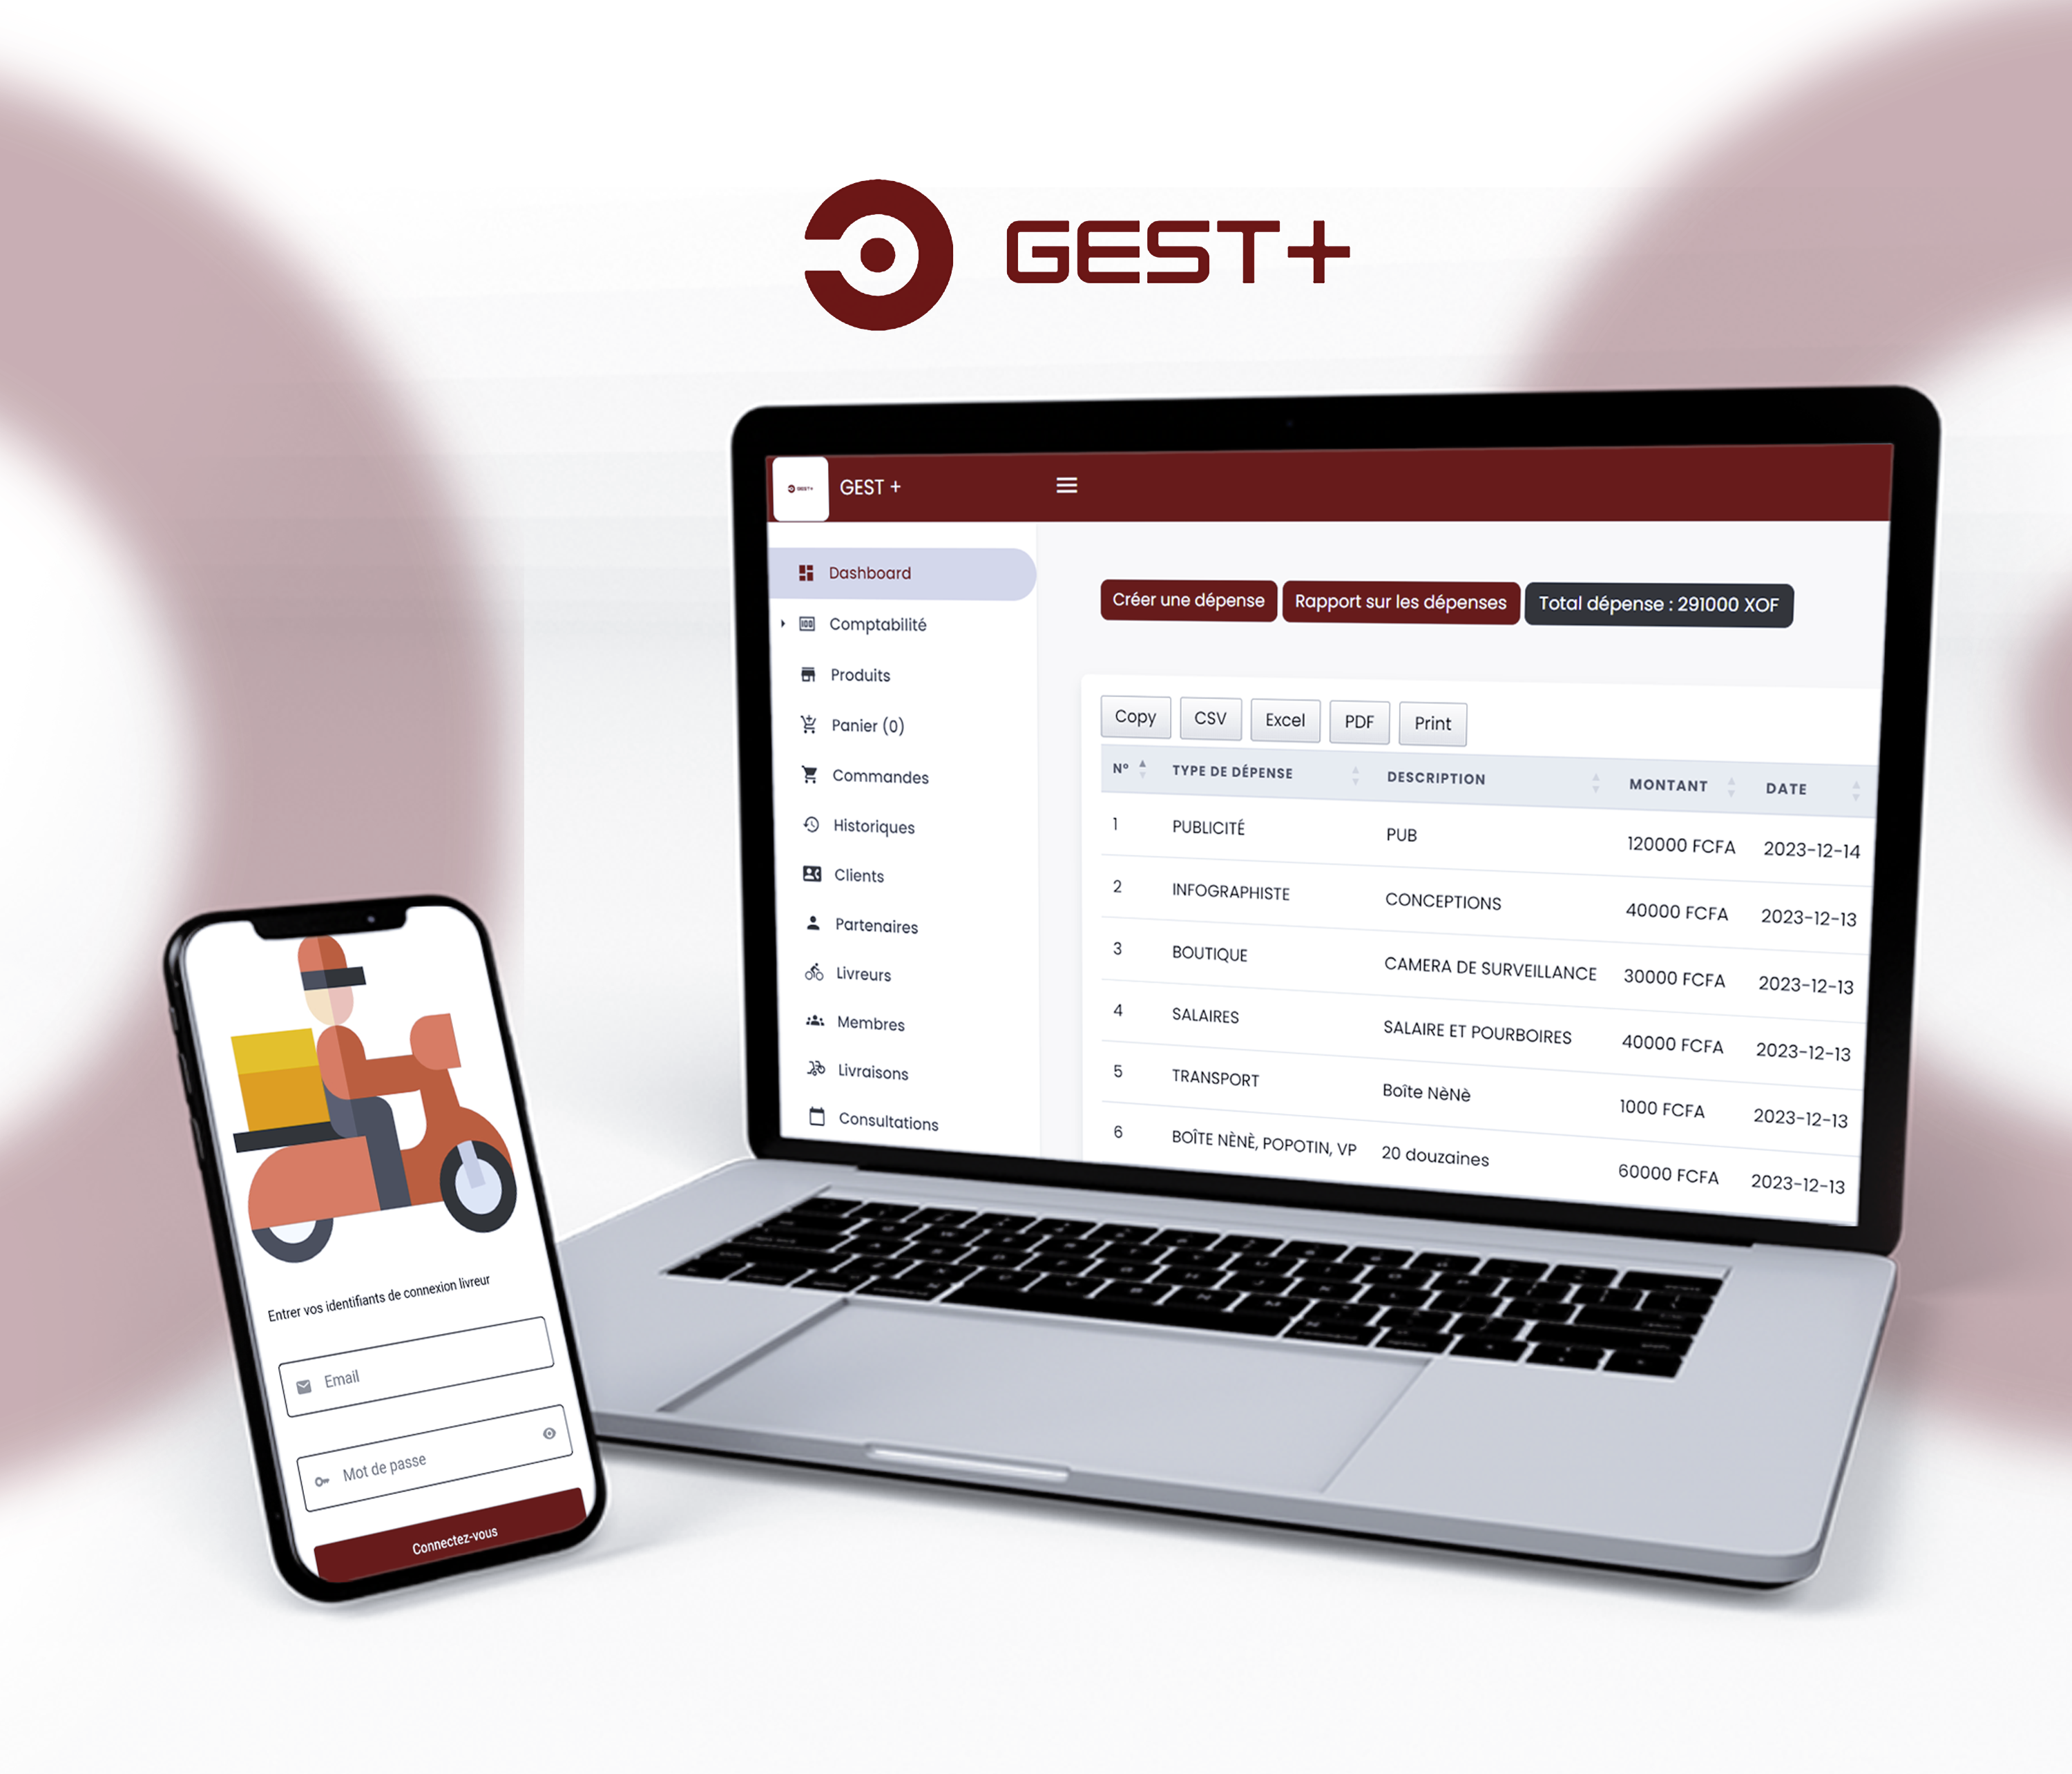 GEST+
GEST+
GEST +
Dashboard
Comptabilité
Produits
Panier (0)
Commandes
Historiques
Clients
Partenaires
Livreurs
Membres
Livraisons
Consultations
Créer une dépense Rapport sur les dépenses Total dépense : 291000 XOF
Copy CSV Excel PDF Print
N° TYPE DE DÉPENSE DESCRIPTION MONTANT DATE
1 PUBLICITÉ PUB 120000 FCFA 2023-12-14
2 INFOGRAPHISTE CONCEPTIONS 40000 FCFA 2023-12-13
3 BOUTIQUE CAMERA DE SURVEILLANCE 30000 FCFA 2023-12-13
4 SALAIRES SALAIRE ET POURBOIRES 40000 FCFA 2023-12-13
5 TRANSPORT Boîte NèNè 1000 FCFA 2023-12-13
6 BOÎTE NÈNÈ, POPOTIN, VP 20 douzaines 60000 FCFA 2023-12-13
Entrer vos identifiants de connexion livreur
Email
Mot de passe
Connectez-vous